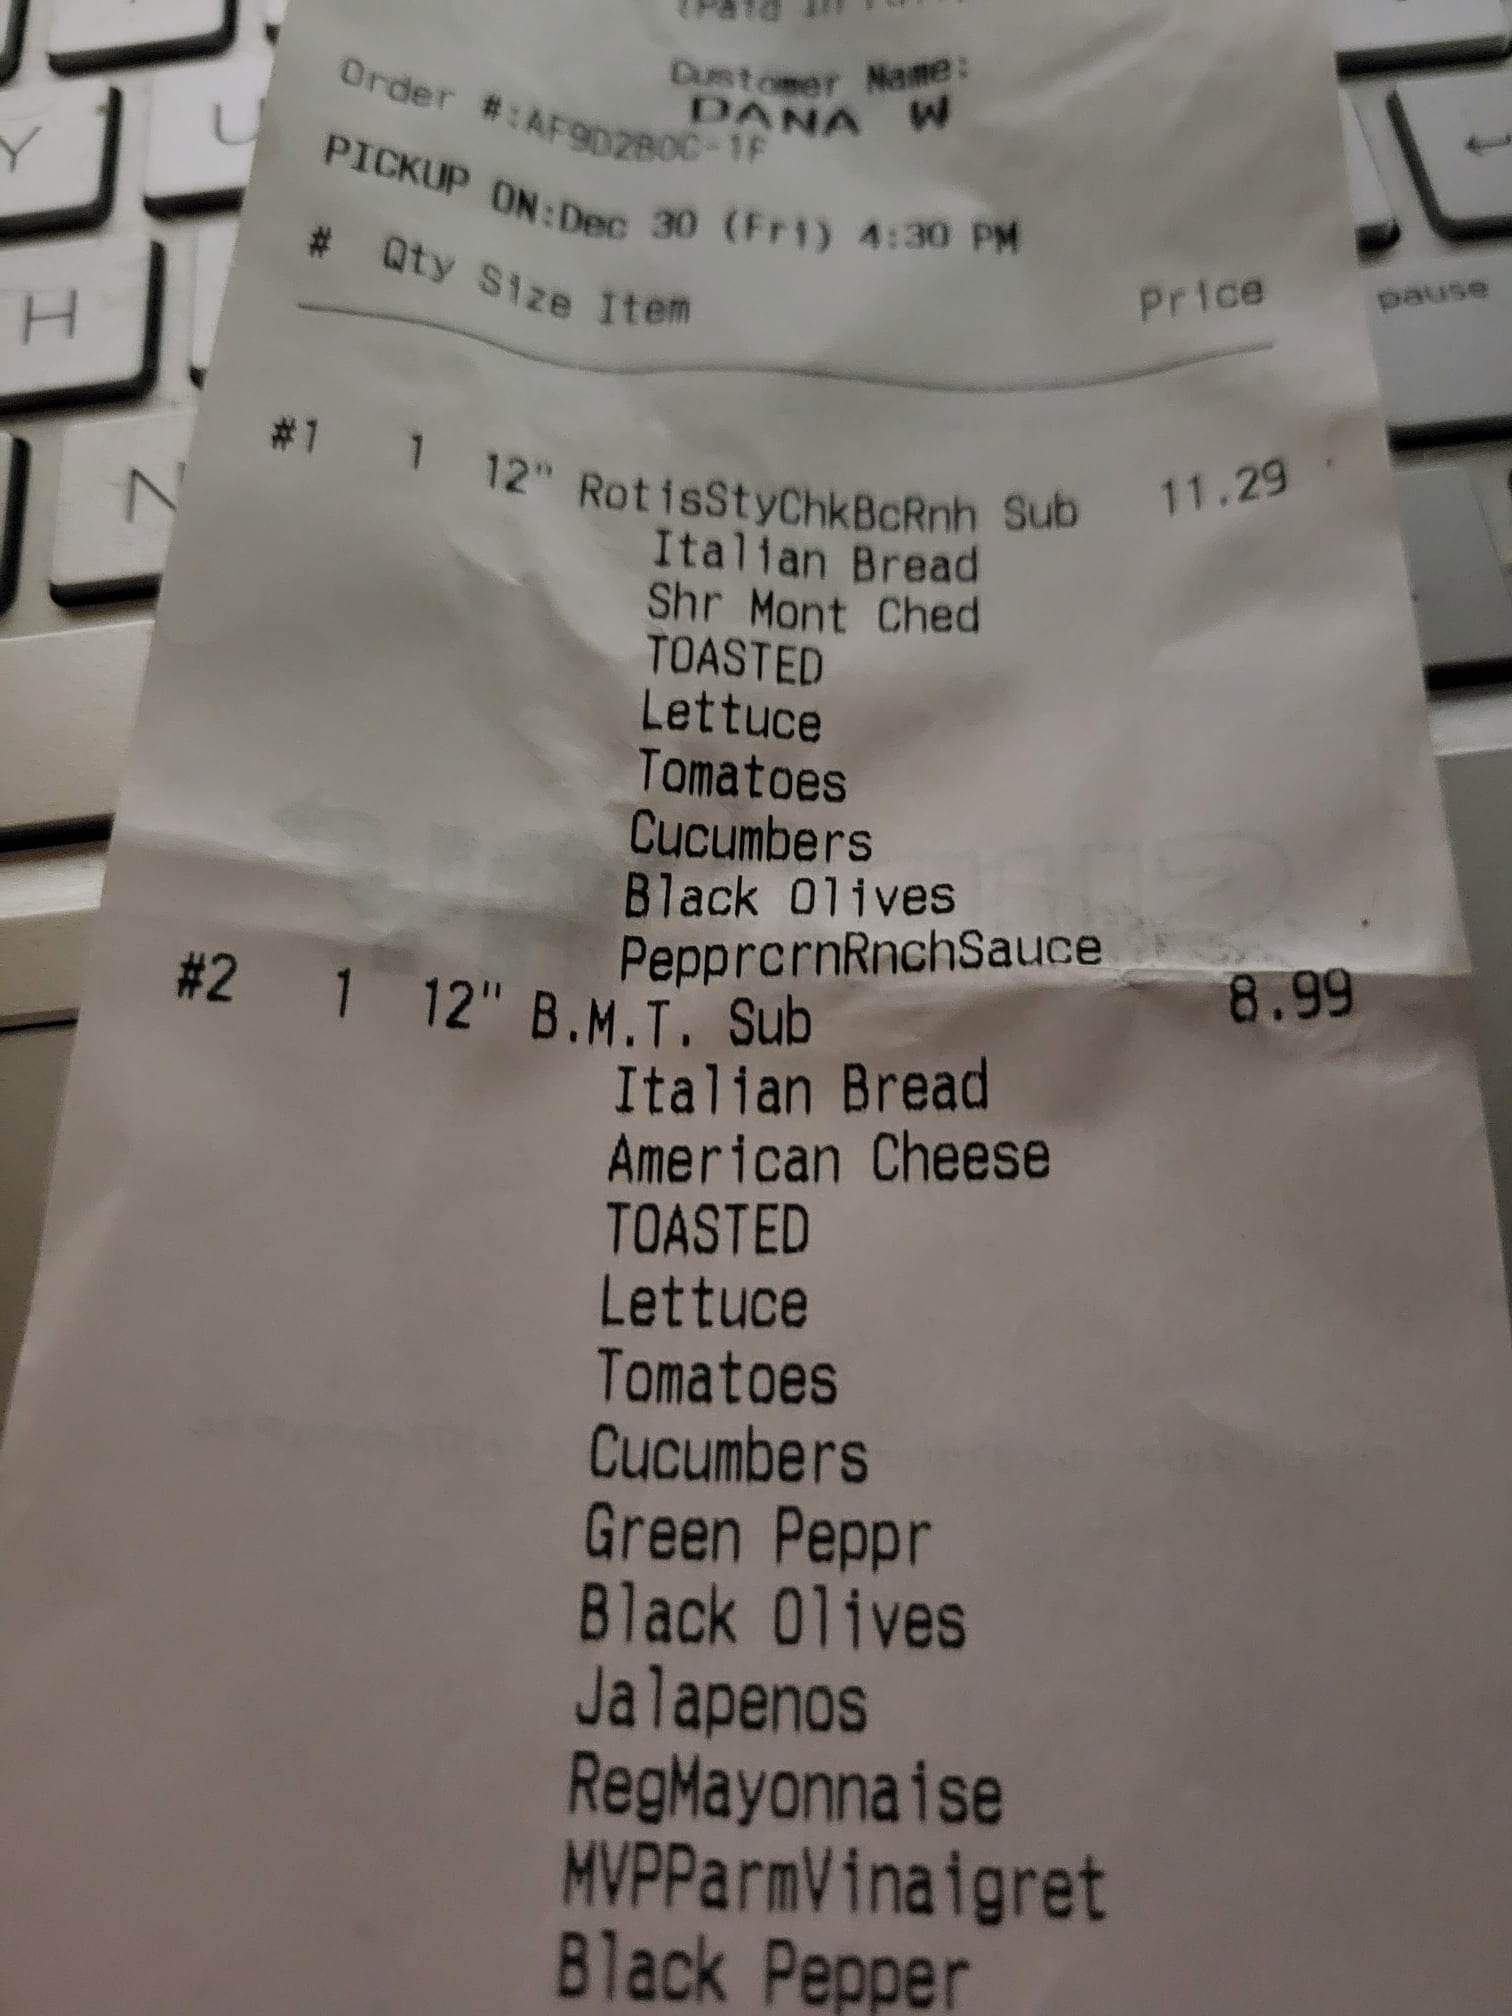 (Paid In
Customer Name:
DANA W
Order #:AF9D2B0C-1F
PICKUP ON:Dec 30 (Fri) 4:30 PM
# Qty Size Item Price
#1 1 12" RotisStyChkBcRnh Sub 11.29
Italian Bread
Shr Mont Ched
TOASTED
Lettuce
Tomatoes
Cucumbers
Black Olives
PepprcrnRnchSauce
#2 1 12" B.M.T. Sub 8.99
Italian Bread
American Cheese
TOASTED
Lettuce
Tomatoes
Cucumbers
Green Peppr
Black Olives
Jalapenos
RegMayonnaise
MVPParmVinaigret
Black Pepper
Y
U
H
N
pause